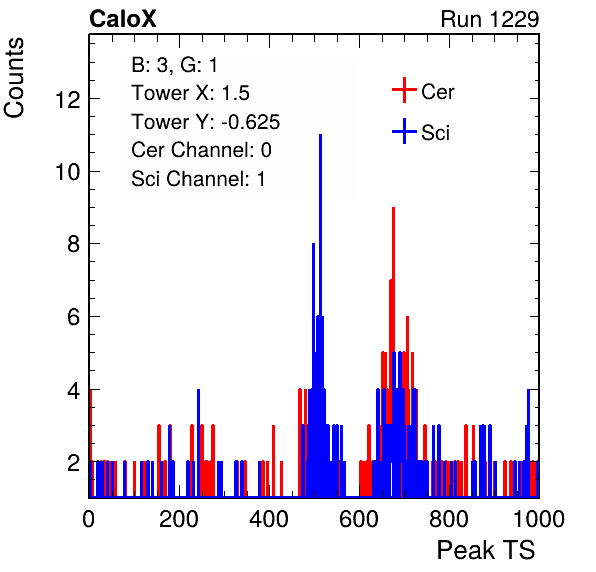 CaloX
Run 1229
Counts
B: 3, G: 1
Tower X: 1.5
Tower Y: -0.625
Cer Channel: 0
Sci Channel: 1
Cer
Sci
12
10
8
6
4
2
0 200 400 600 800 1000
Peak TS